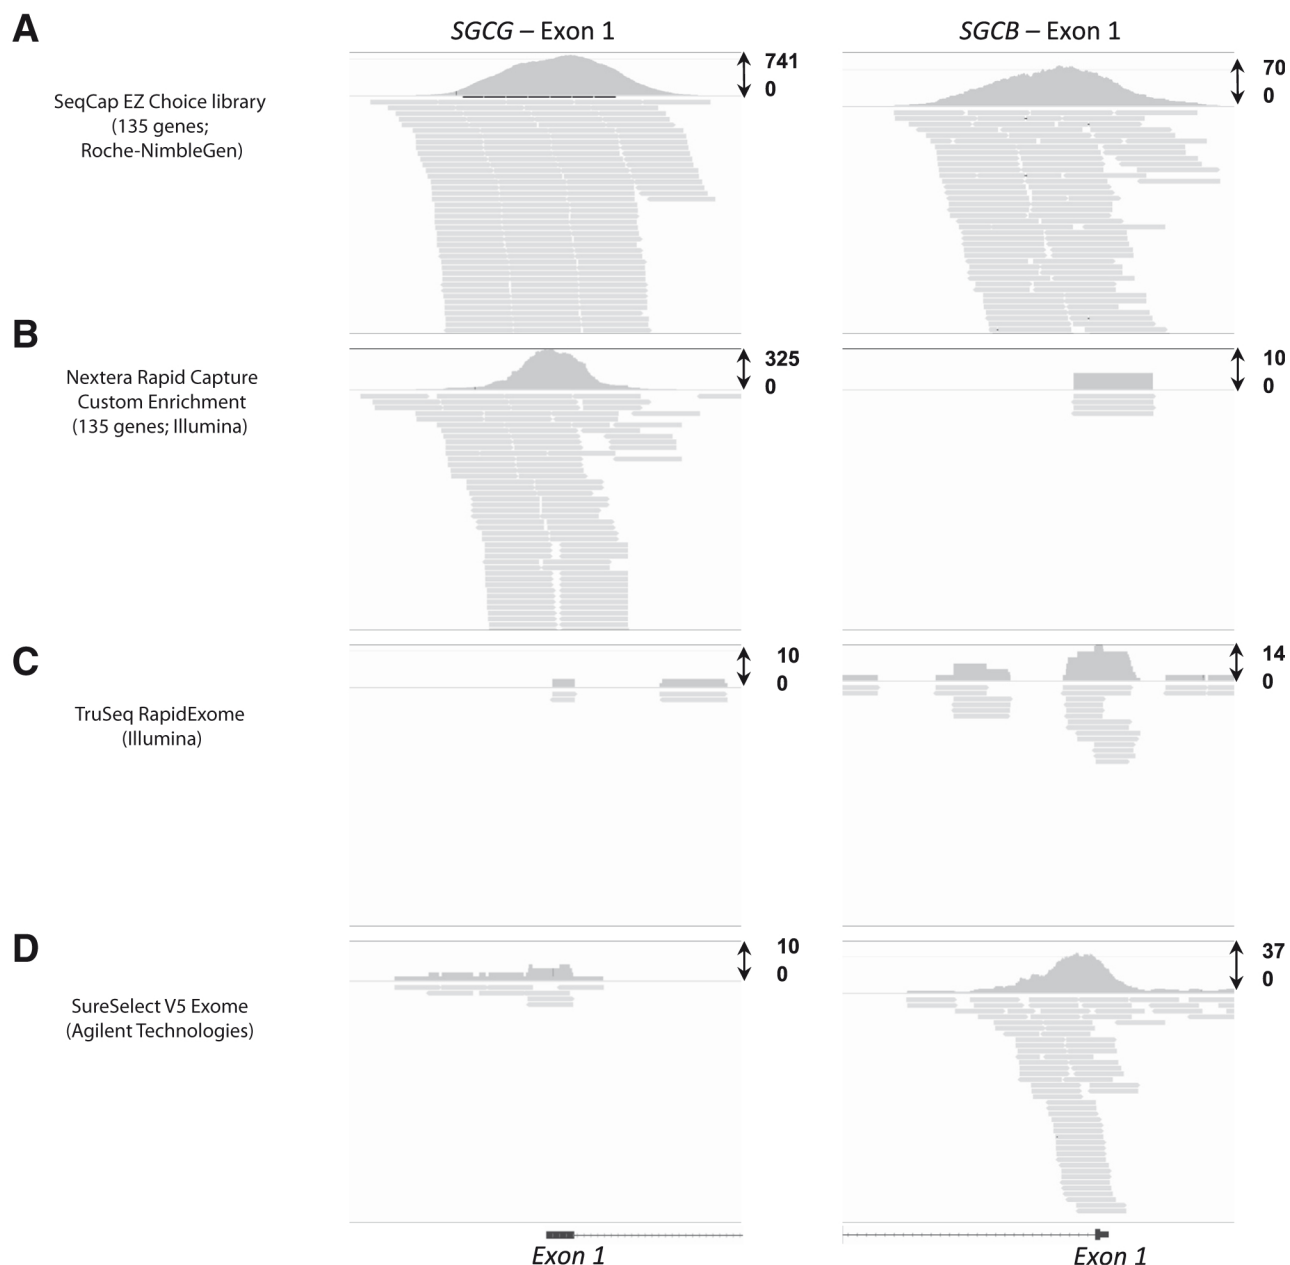 A
SGCG – Exon 1
SGCB – Exon 1
SeqCap EZ Choice library
(135 genes;
Roche-NimbleGen)
741
0
70
0
B
Nextera Rapid Capture
Custom Enrichment
(135 genes; Illumina)
325
0
10
0
C
TruSeq RapidExome
(Illumina)
10
0
14
0
D
SureSelect V5 Exome
(Agilent Technologies)
10
0
37
0
Exon 1
Exon 1